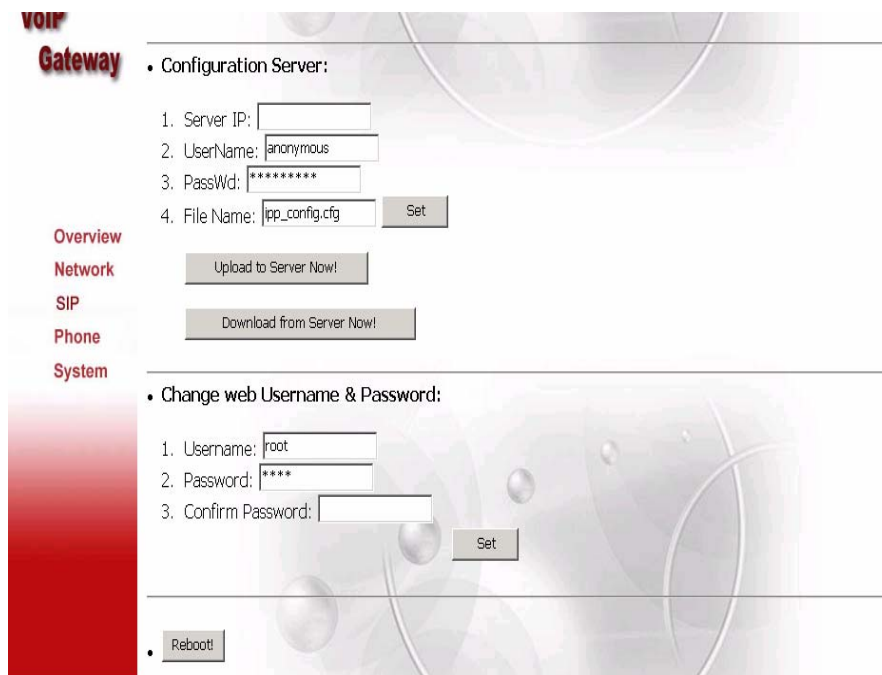 VoIP
Gateway
• Configuration Server:
1. Server IP:
2. UserName: anonymous
3. PassWd: *********
4. File Name: ipp_config.cfg Set
Upload to Server Now!
Download from Server Now!
Overview
Network
SIP
Phone
System
• Change web Username & Password:
1. Username: root
2. Password: ****
3. Confirm Password:
Set
• Reboot!